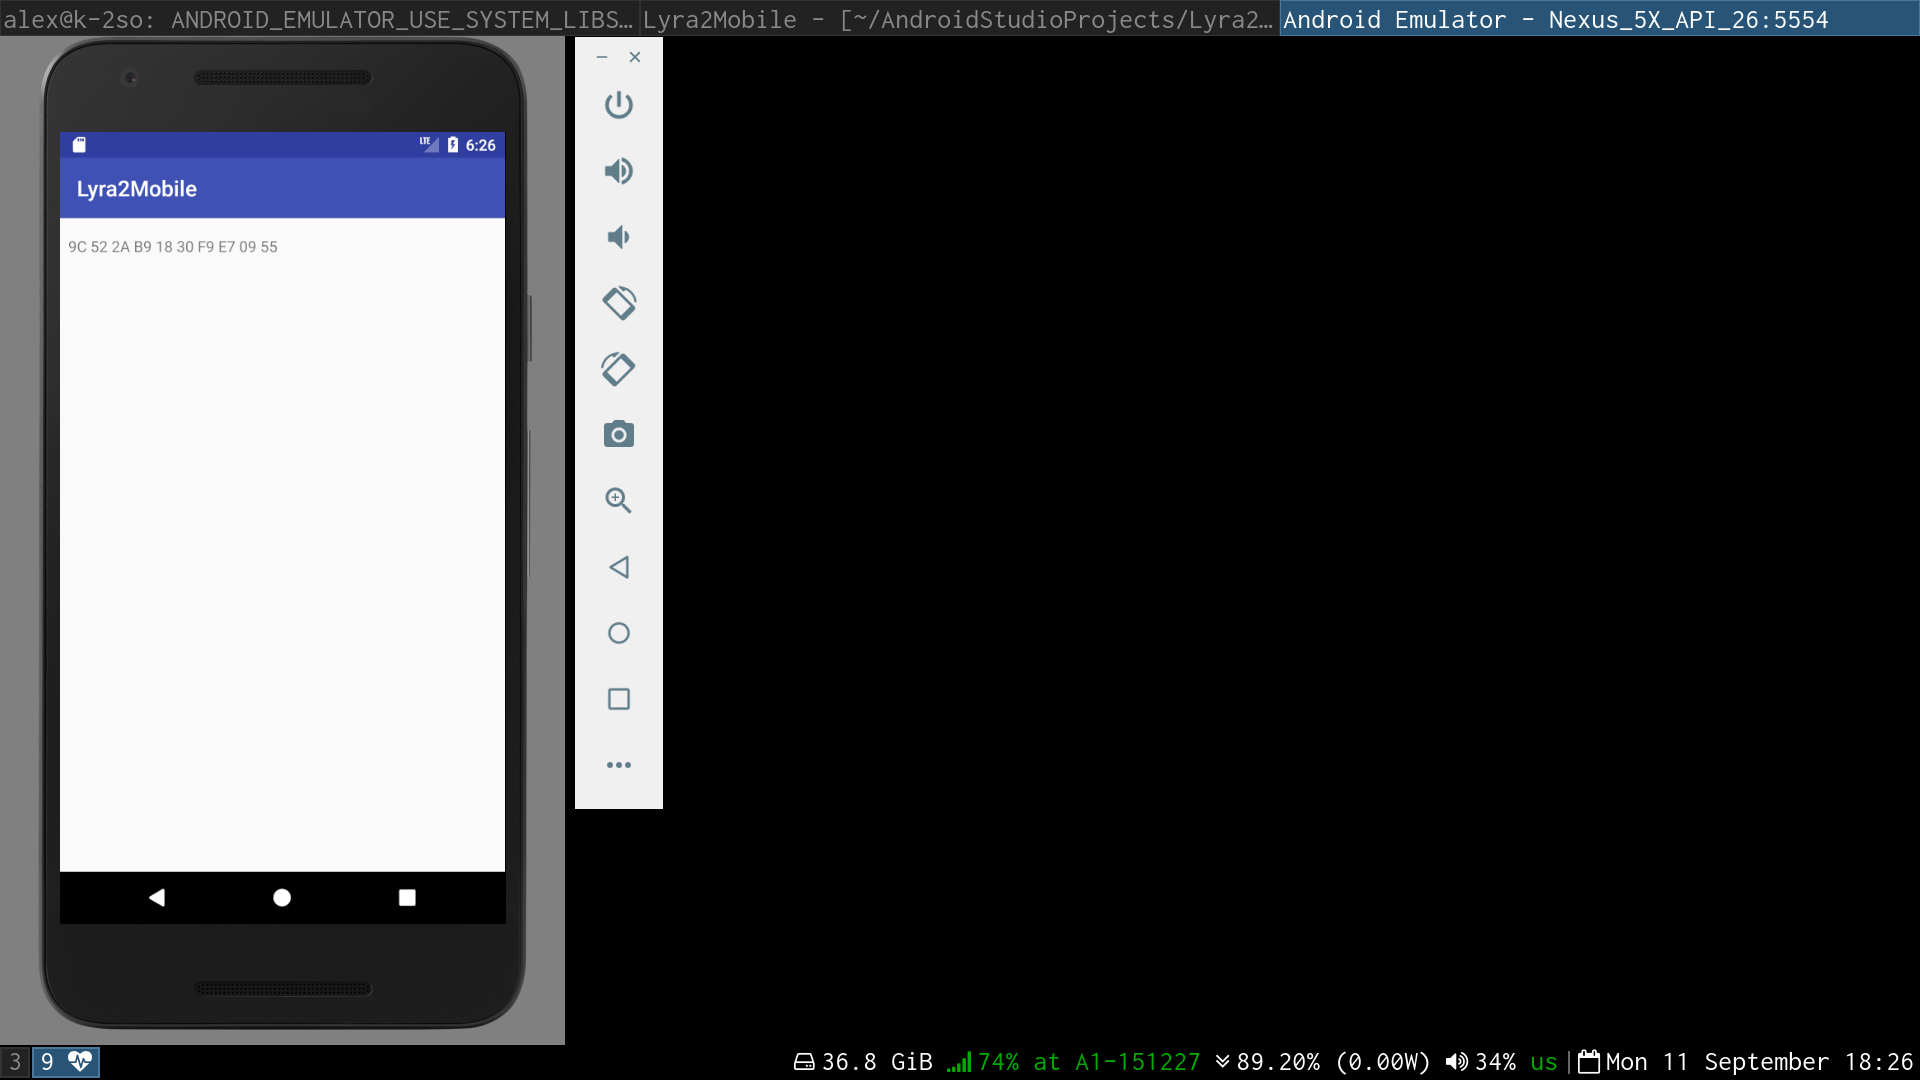 alex@k-2so: ANDROID_EMULATOR_USE_SYSTEM_LIBS… Lyra2Mobile - [~/AndroidStudioProjects/Lyra2… Android Emulator - Nexus_5X_API_26:5554
LTE 6:26
Lyra2Mobile
9C 52 2A B9 18 30 F9 E7 09 55
3 9 36.8 GiB 74% at A1-151227 89.20% (0.00W) 34% us Mon 11 September 18:26